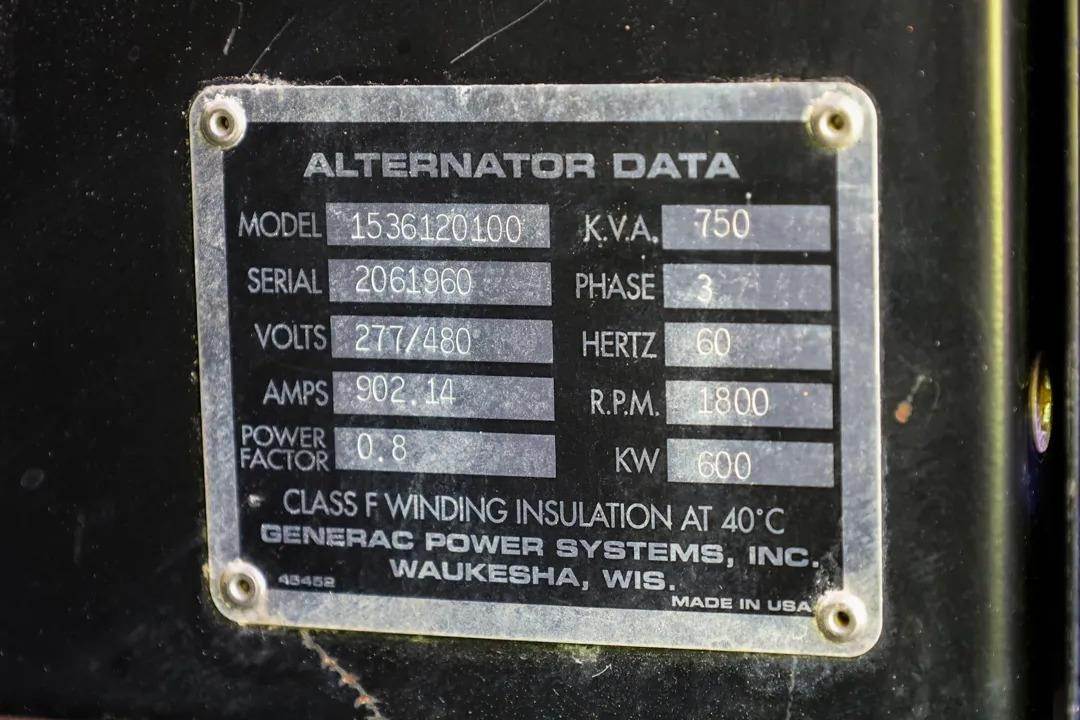 ALTERNATOR DATA
MODEL 1536120100 K.V.A. 750
SERIAL 2061960 PHASE 3
VOLTS 277/480 HERTZ 60
AMPS 902.14 R.P.M. 1800
POWER FACTOR 0.8 KW 600
CLASS F WINDING INSULATION AT 40°C
GENERAC POWER SYSTEMS, INC.
WAUKESHA, WIS.
45452 MADE IN USA